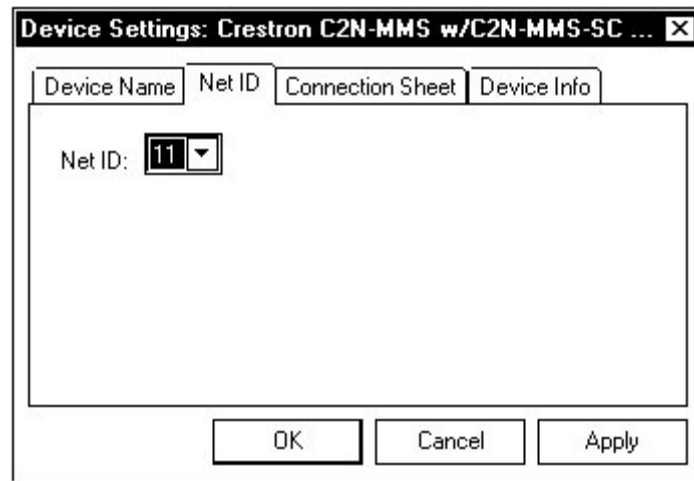 Device Settings: Crestron C2N-MMS w/C2N-MMS-SC ...
Device Name Net ID Connection Sheet Device Info
Net ID: 11
OK Cancel Apply